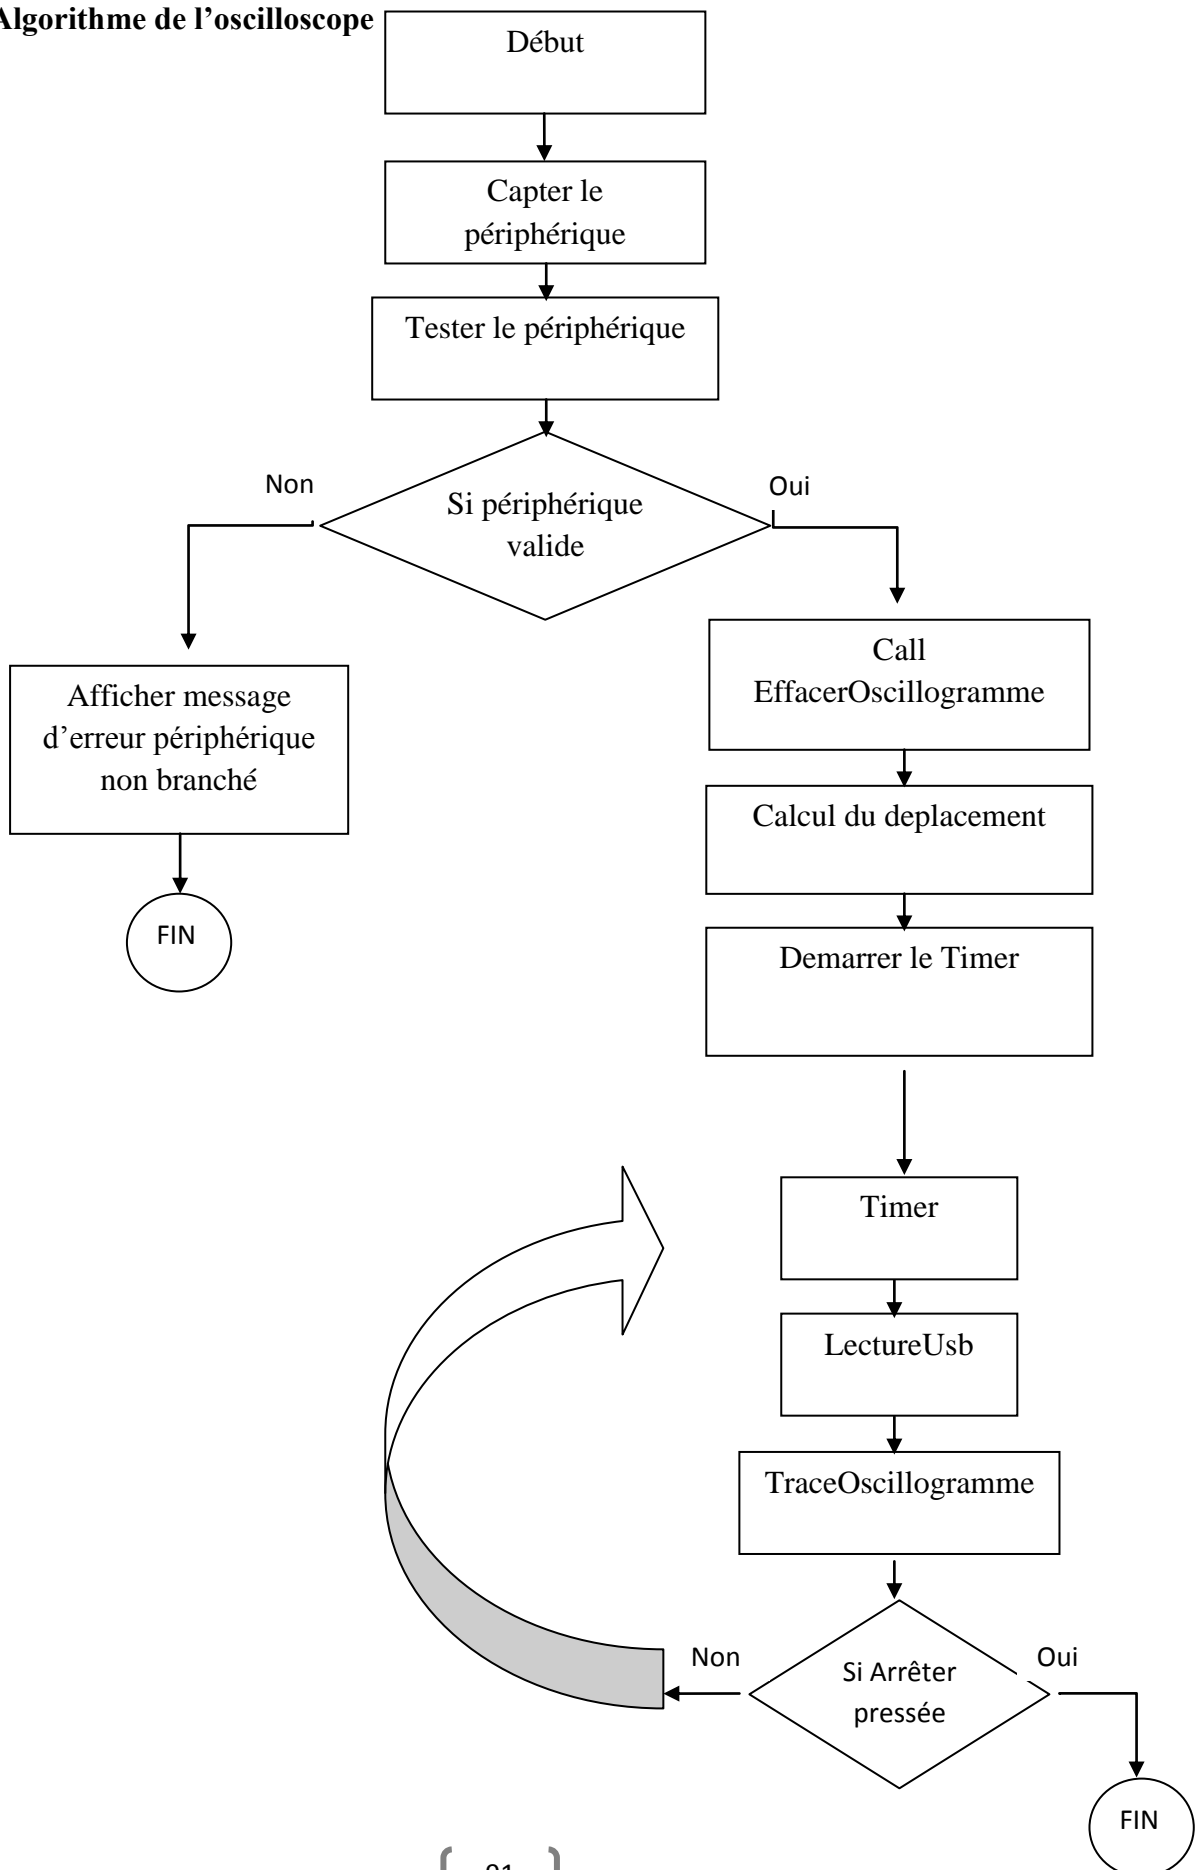 Algorithme de l’oscilloscope
Début
Capter le
périphérique
Tester le périphérique
Non
Oui
Si périphérique
valide
Call
EffacerOscillogramme
Afficher message
d’erreur périphérique
non branché
Calcul du deplacement
FIN
Demarrer le Timer
Timer
LectureUsb
TraceOscillogramme
Non
Oui
Si Arrêter
pressée
FIN